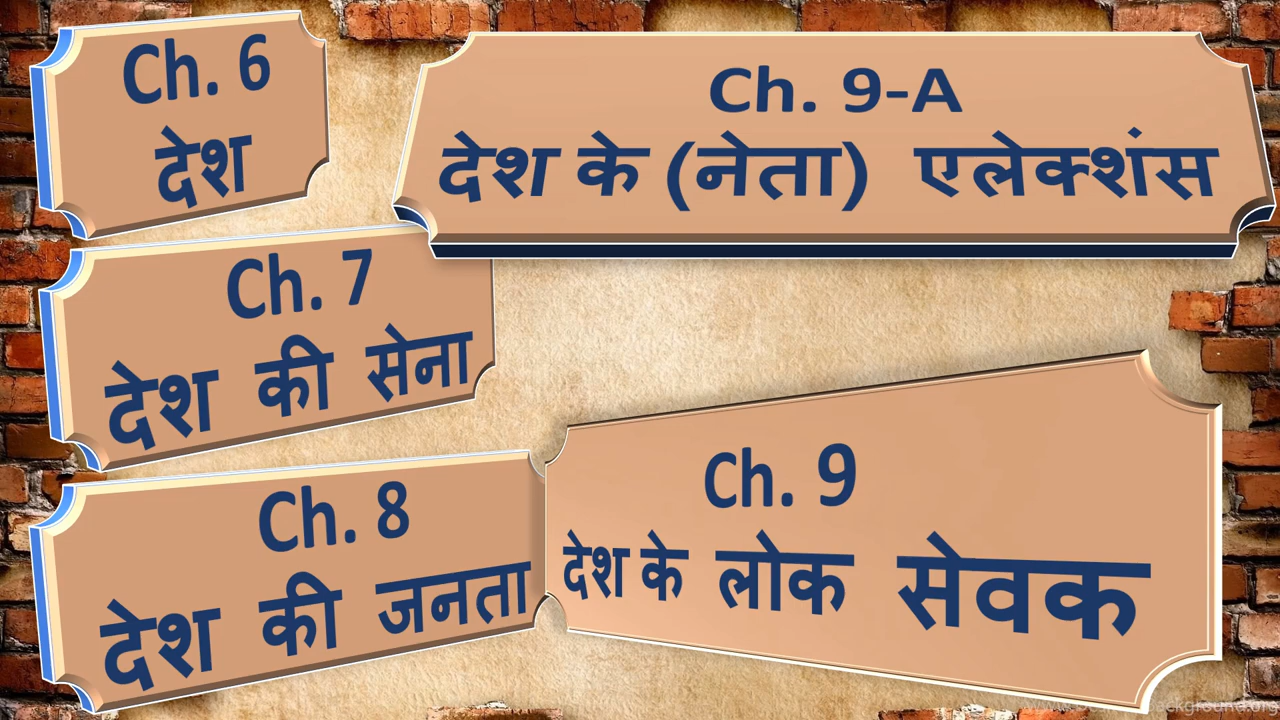 Ch. 6
देश
Ch. 7
देश की सेना
Ch. 8
देश की जनता
Ch. 9-A
देश के (नेता) एलेक्शंस
Ch. 9
देश के लोक सेवक